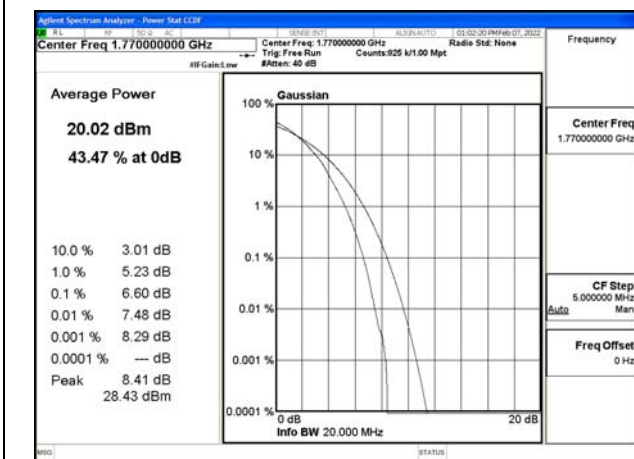 Agilent Spectrum Analyzer - Power Stat CCDF
RL RF 50 Ω AC SENSE:INT ALIGNAUTO 01:02:20 PM Feb 07, 2022
Center Freq 1.770000000 GHz
Center Freq: 1.770000000 GHz Radio Std: None
Trig: Free Run Counts:825 k/1.00 Mpt
#IFGain:Low #Atten: 40 dB
Frequency
Average Power
20.02 dBm
43.47 % at 0dB
10.0 % 3.01 dB
1.0 % 5.23 dB
0.1 % 6.60 dB
0.01 % 7.48 dB
0.001 % 8.29 dB
0.0001 % --- dB
Peak 8.41 dB
28.43 dBm
Gaussian
100 %
10 %
1 %
0.1 %
0.01 %
0.001 %
0.0001 %
0 dB 20 dB
Info BW 20.000 MHz
Center Freq
1.770000000 GHz
CF Step
5.000000 MHz
Auto Man
Freq Offset
0 Hz
MSG STATUS